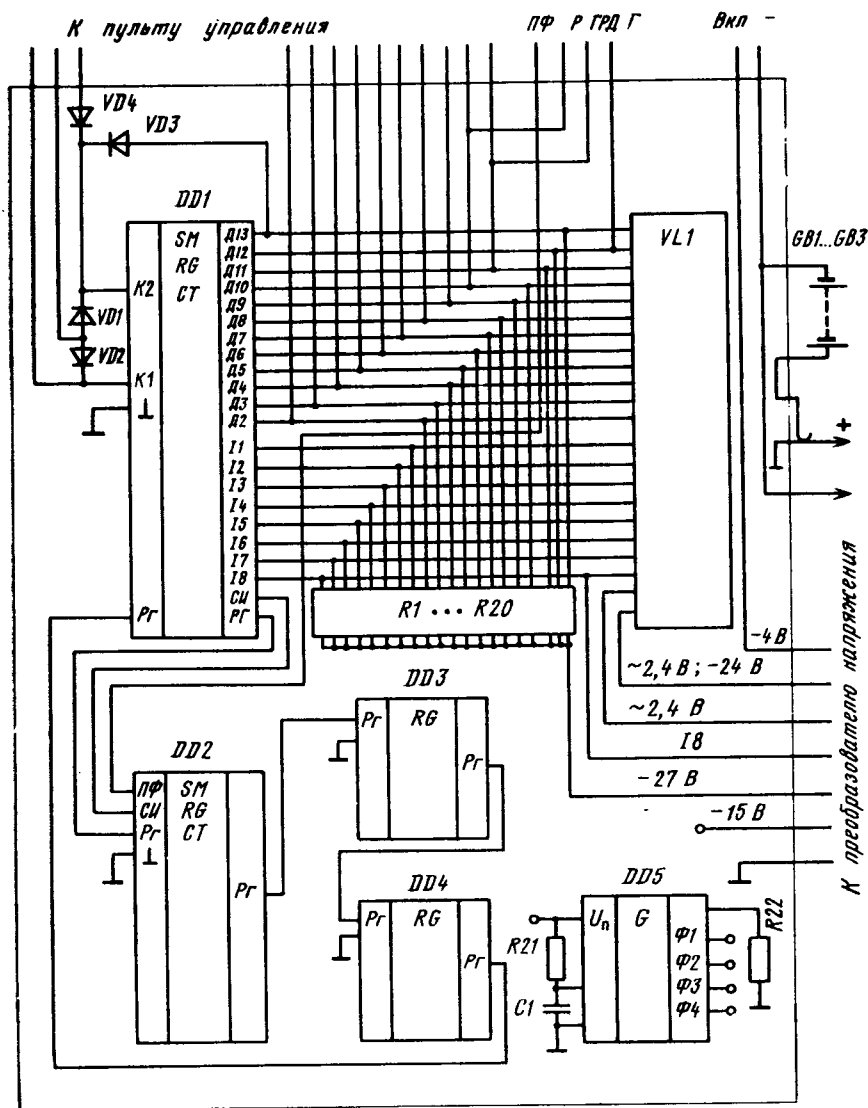 К пульту управления
ПФ Р ГРД Г
Вкл -
VD4
VD3
DD1
SM
RG
CT
K2
VD1
VD2
K1
⊥
Рг
Д13
Д12
Д11
Д10
Д9
Д8
Д7
Д6
Д5
Д4
Д3
Д2
I1
I2
I3
I4
I5
I6
I7
I8
СИ
РГ
VL1
GB1...GB3
+
R1 ... R20
-4 В
~2,4 В ; -24 В
~2,4 В
I8
-27 В
-15 В
К преобразователю напряжения
DD2
ПФ
СИ
Рг
⊥
SM
RG
CT
Рг
DD3
Рг
RG
Рг
DD4
Рг
RG
Рг
DD5
Uп
G
Ф1
Ф2
Ф3
Ф4
R21
C1
R22